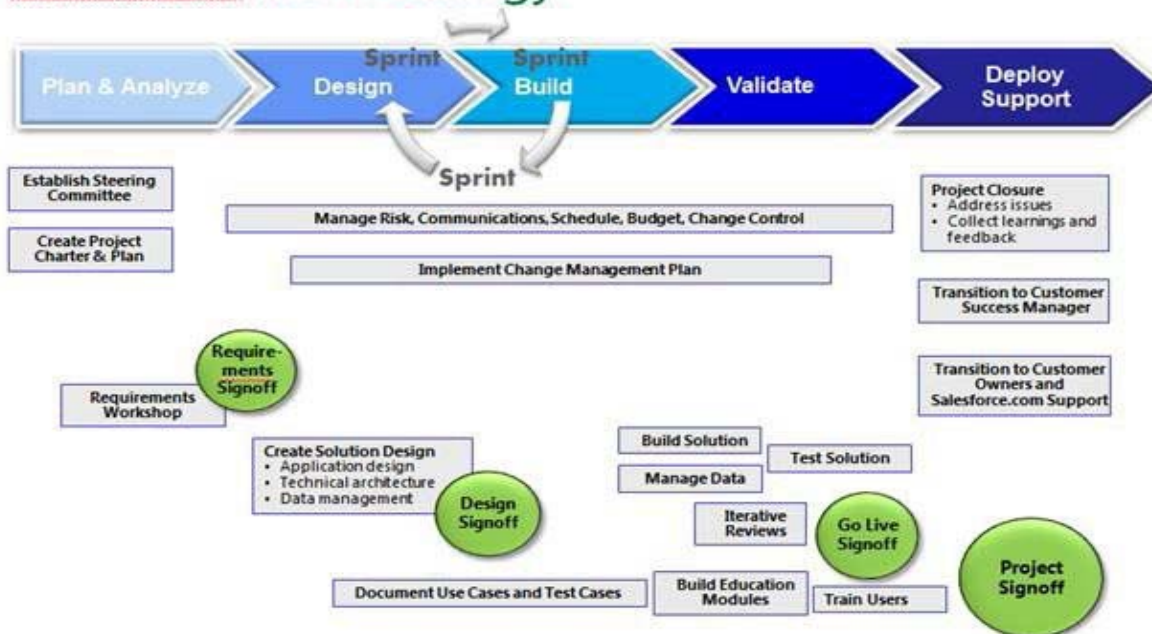 Plan & Analyze
Design
Sprint
Sprint
Build
Validate
Deploy
Support
Sprint
Establish Steering
Committee
Create Project
Charter & Plan
Manage Risk, Communications, Schedule, Budget, Change Control
Implement Change Management Plan
Project Closure
• Address issues
• Collect learnings and
feedback
Transition to Customer
Success Manager
Transition to Customer
Owners and
Salesforce.com Support
Require-
ments
Signoff
Requirements
Workshop
Create Solution Design
• Application design
• Technical architecture
• Data management
Design
Signoff
Build Solution
Test Solution
Manage Data
Iterative
Reviews
Go Live
Signoff
Project
Signoff
Document Use Cases and Test Cases
Build Education
Modules
Train Users